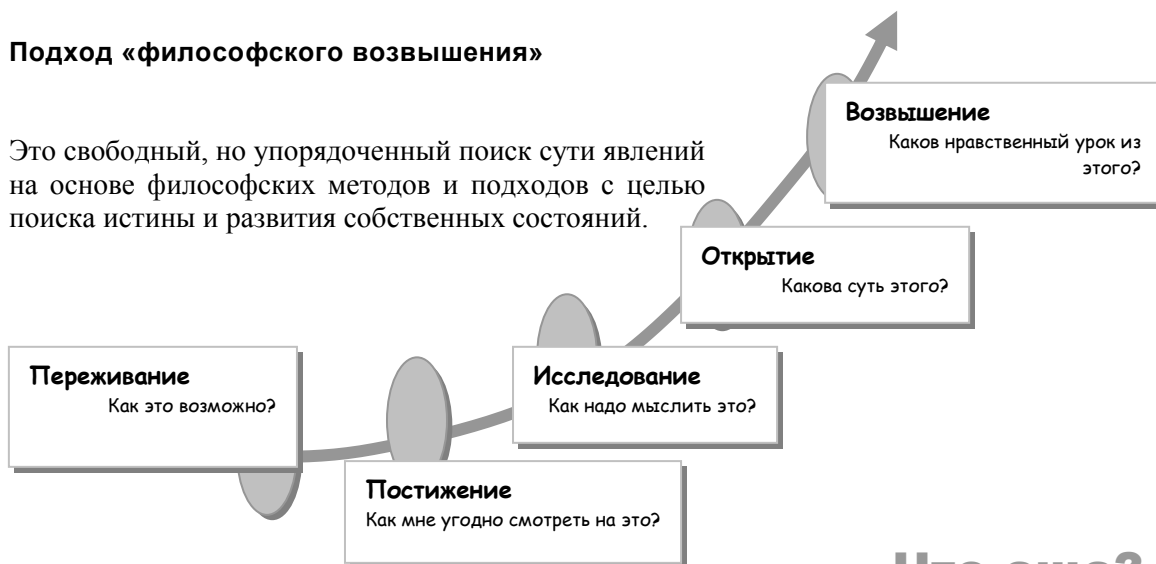 Подход «философского возвышения»
Это свободный, но упорядоченный поиск сути явлений
на основе философских методов и подходов с целью
поиска истины и развития собственных состояний.
Возвышение
Каков нравственный урок из
этого?
Открытие
Какова суть этого?
Исследование
Как надо мыслить это?
Переживание
Как это возможно?
Постижение
Как мне угодно смотреть на это?